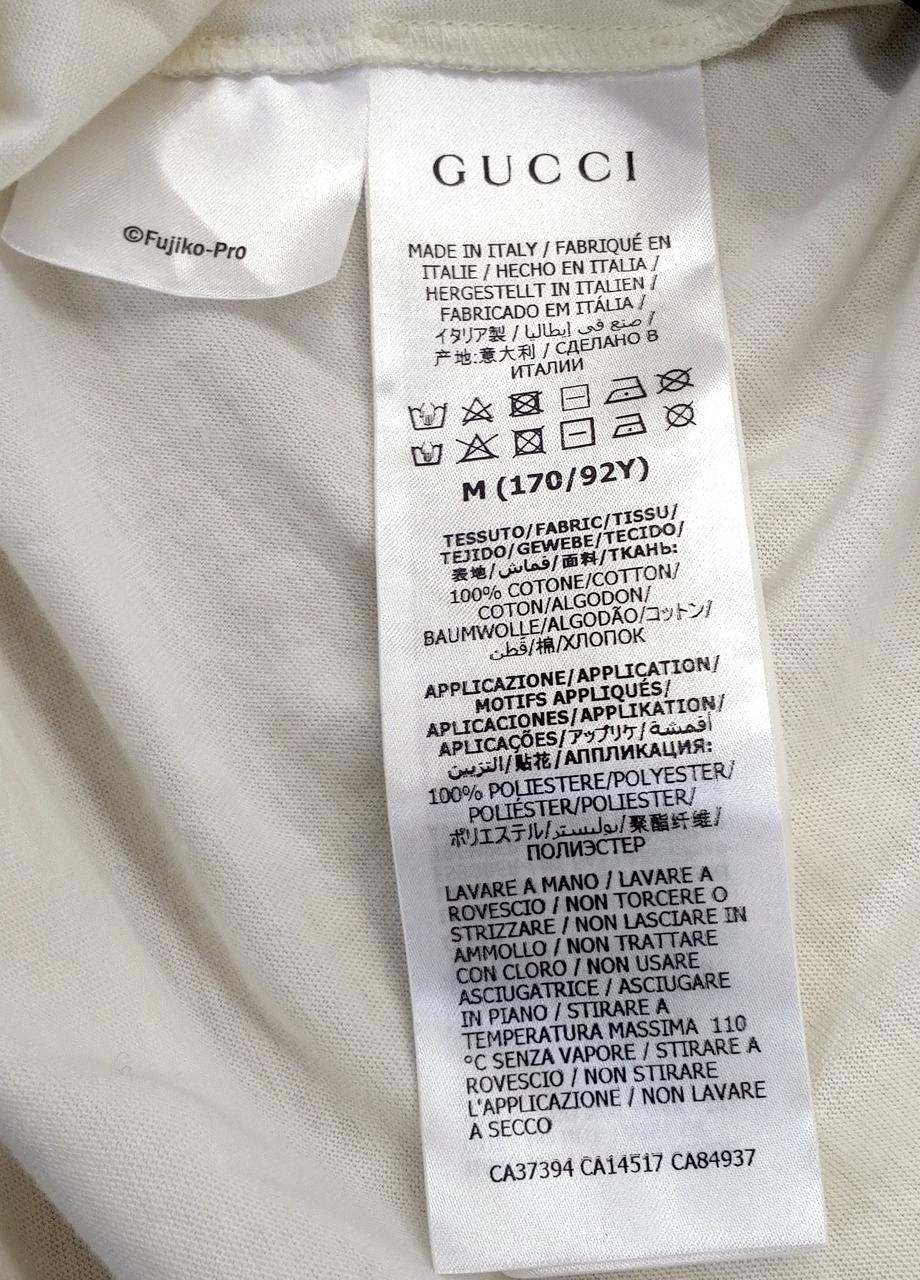 ©Fujiko-Pro
GUCCI
MADE IN ITALY / FABRIQUÉ EN
ITALIE / HECHO EN ITALIA /
HERGESTELLT IN ITALIEN /
FABRICADO EM ITÁLIA /
イタリア製 / صنع في إيطاليا /
产地:意大利 / СДЕЛАНО В
ИТАЛИИ
M (170/92Y)
TESSUTO/FABRIC/TISSU/
TEJIDO/GEWEBE/TECIDO/
表地/قماش/面料/ТКАНЬ:
100% COTONE/COTTON/
COTON/ALGODON/
BAUMWOLLE/ALGODÃO/コットン/
قطن/棉/ХЛОПОК
APPLICAZIONE/APPLICATION/
MOTIFS APPLIQUÉS/
APLICACIONES/APPLIKATION/
APLICAÇÕES/アップリケ/أقمشة
التزيين/贴花/АППЛИКАЦИЯ:
100% POLIESTERE/POLYESTER/
POLIÉSTER/POLIESTER/
ポリエステル/بوليستر/聚酯纤维/
ПОЛИЭСТЕР
LAVARE A MANO / LAVARE A
ROVESCIO / NON TORCERE O
STRIZZARE / NON LASCIARE IN
AMMOLLO / NON TRATTARE
CON CLORO / NON USARE
ASCIUGATRICE / ASCIUGARE
IN PIANO / STIRARE A
TEMPERATURA MASSIMA 110
°C SENZA VAPORE / STIRARE A
ROVESCIO / NON STIRARE
L'APPLICAZIONE / NON LAVARE
A SECCO
CA37394 CA14517 CA84937